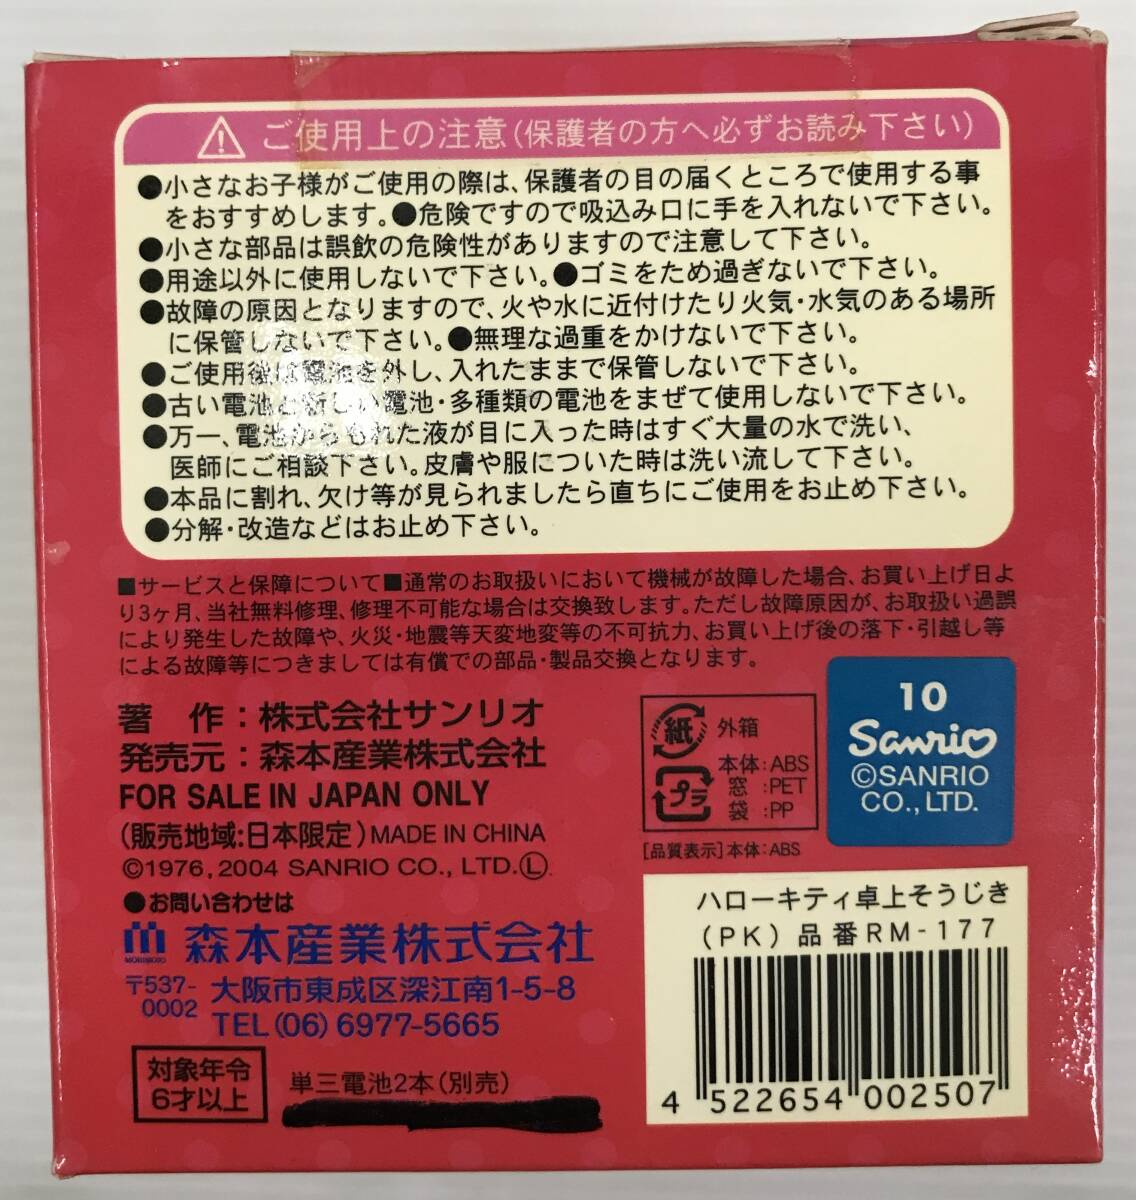 ご使用上の注意(保護者の方へ必ずお読み下さい)
●小さなお子様がご使用の際は、保護者の目の届くところで使用する事
をおすすめします。●危険ですので吸込み口に手を入れないで下さい。
●小さな部品は誤飲の危険性がありますので注意して下さい。
●用途以外に使用しないで下さい。●ゴミをため過ぎないで下さい。
●故障の原因となりますので、火や水に近付けたり火気・水気のある場所
に保管しないで下さい。●無理な過重をかけないで下さい。
●ご使用後は電池を外し、入れたままで保管しないで下さい。
●古い電池と新しい電池・多種類の電池をまぜて使用しないで下さい。
●万一、電池からもれた液が目に入った時はすぐ大量の水で洗い、
医師にご相談下さい。皮膚や服についた時は洗い流して下さい。
●本品に割れ、欠け等が見られましたら直ちにご使用をお止め下さい。
●分解・改造などはお止め下さい。
■サービスと保障について■通常のお取扱いにおいて機械が故障した場合、お買い上げ日よ
り3ヶ月、当社無料修理、修理不可能な場合は交換致します。ただし故障原因が、お取扱い過誤
により発生した故障や、火災・地震等天変地変等の不可抗力、お買い上げ後の落下・引越し等
による故障等につきましては有償での部品・製品交換となります。
著 作:株式会社サンリオ
発売元:森本産業株式会社
FOR SALE IN JAPAN ONLY
(販売地域:日本限定)MADE IN CHINA
©1976, 2004 SANRIO CO., LTD.Ⓛ
紙 外箱
プラ 本体:ABS
窓 :PET
袋 :PP
[品質表示]本体:ABS
10
Sanrio
©SANRIO
CO., LTD.
●お問い合わせは
MORIMOTO 森本産業株式会社
〒537-0002 大阪市東成区深江南1-5-8
TEL(06)6977-5665
対象年令
6才以上
単三電池2本(別売)
ハローキティ卓上そうじき
(PK)品番RM-177
4 522654 002507